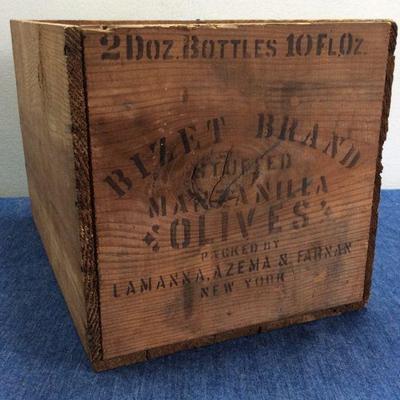 2 DOZ. BOTTLES 10 FL. OZ.
BIZET BRAND
STUFFED
MANZANILLA
OLIVES
PACKED BY
LAMANNA, AZEMA & FARNAN
NEW YORK